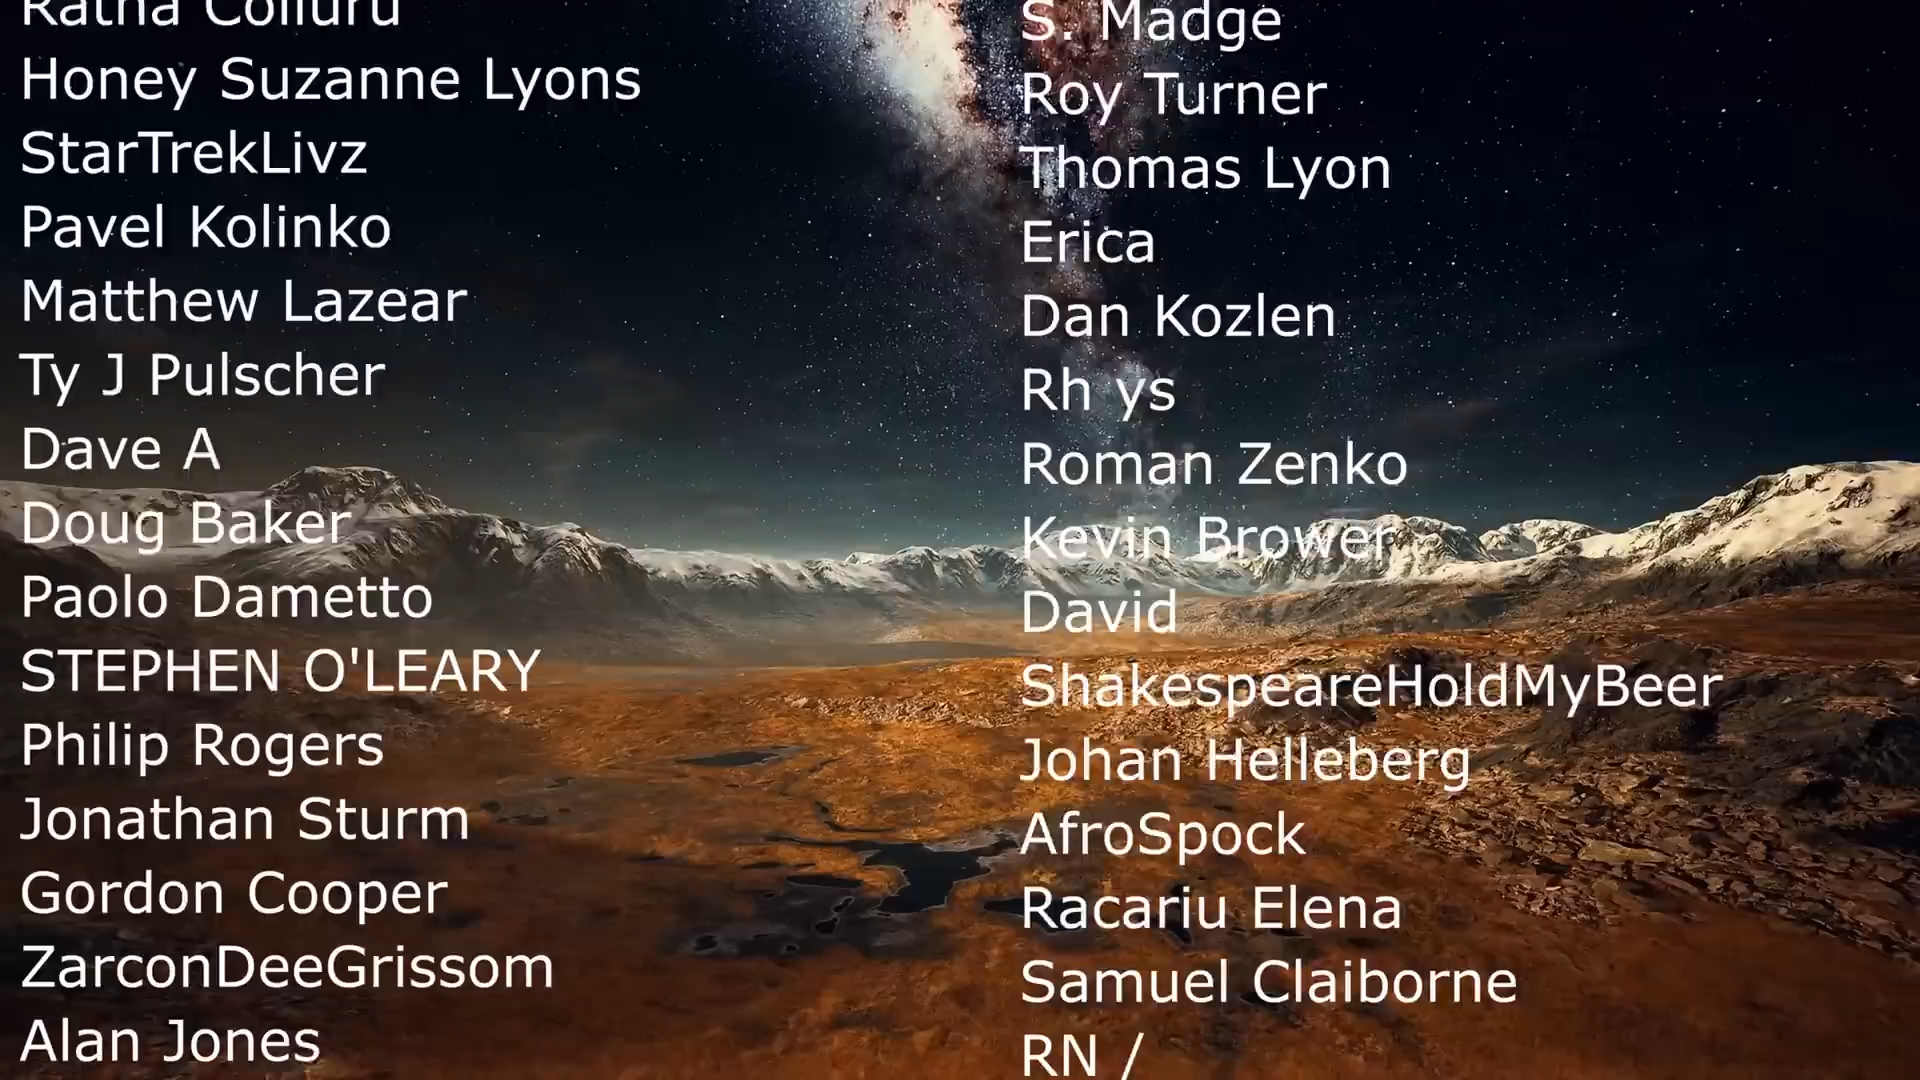 Honey Suzanne Lyons
StarTrekLivz
Pavel Kolinko
Matthew Lazear
Ty J Pulscher
Dave A
Doug Baker
Paolo Dametto
STEPHEN O'LEARY
Philip Rogers
Jonathan Sturm
Gordon Cooper
ZarconDeeGrissom
Alan Jones
S. Madge
Roy Turner
Thomas Lyon
Erica
Dan Kozlen
Rh ys
Roman Zenko
Kevin Brower
David
ShakespeareHoldMyBeer
Johan Helleberg
AfroSpock
Racariu Elena
Samuel Claiborne
RN /